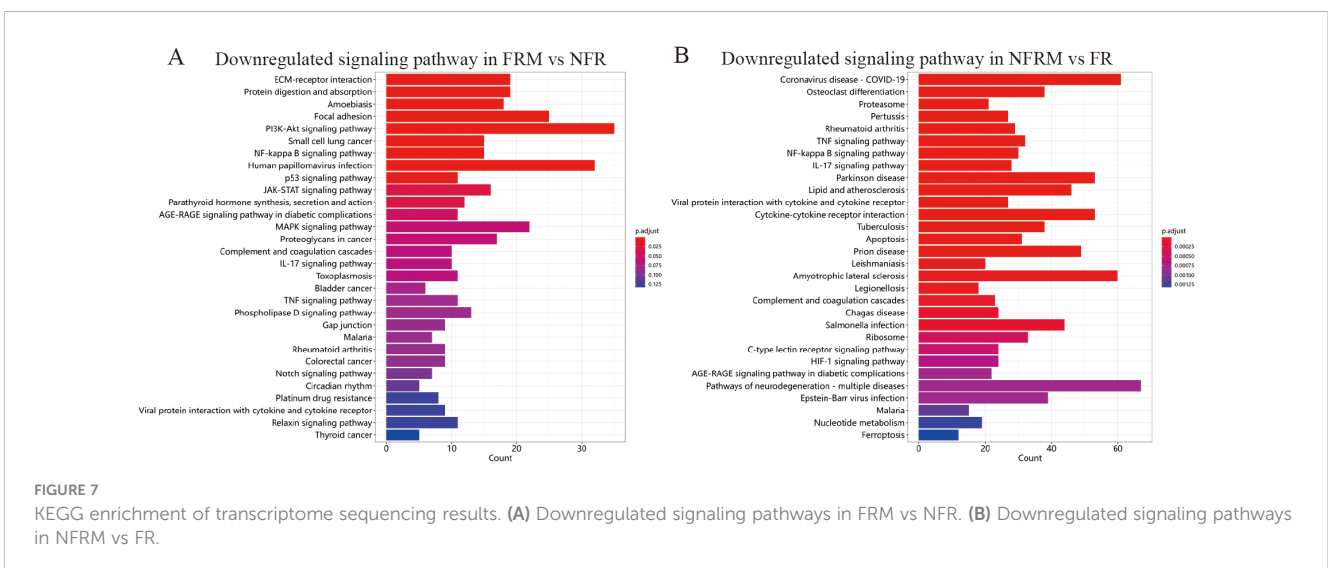 A Downregulated signaling pathway in FRM vs NFR
ECM-receptor interaction
Protein digestion and absorption
Amoebiasis
Focal adhesion
PI3K-Akt signaling pathway
Small cell lung cancer
NF-kappa B signaling pathway
Human papillomavirus infection
p53 signaling pathway
JAK-STAT signaling pathway
Parathyroid hormone synthesis, secretion and action
AGE-RAGE signaling pathway in diabetic complications
MAPK signaling pathway
Proteoglycans in cancer
Complement and coagulation cascades
IL-17 signaling pathway
Toxoplasmosis
Bladder cancer
TNF signaling pathway
Phospholipase D signaling pathway
Gap junction
Malaria
Rheumatoid arthritis
Colorectal cancer
Notch signaling pathway
Circadian rhythm
Platinum drug resistance
Viral protein interaction with cytokine and cytokine receptor
Relaxin signaling pathway
Thyroid cancer
0 10 20 30
Count
p.adjust
0.025
0.050
0.075
0.100
0.125
B Downregulated signaling pathway in NFRM vs FR
Coronavirus disease - COVID-19
Osteoclast differentiation
Proteasome
Pertussis
Rheumatoid arthritis
TNF signaling pathway
NF-kappa B signaling pathway
IL-17 signaling pathway
Parkinson disease
Lipid and atherosclerosis
Viral protein interaction with cytokine and cytokine receptor
Cytokine-cytokine receptor interaction
Tuberculosis
Apoptosis
Prion disease
Leishmaniasis
Amyotrophic lateral sclerosis
Legionellosis
Complement and coagulation cascades
Chagas disease
Salmonella infection
Ribosome
C-type lectin receptor signaling pathway
HIF-1 signaling pathway
AGE-RAGE signaling pathway in diabetic complications
Pathways of neurodegeneration - multiple diseases
Epstein-Barr virus infection
Malaria
Nucleotide metabolism
Ferroptosis
0 20 40 60
Count
p.adjust
0.00025
0.00050
0.00075
0.00100
0.00125
FIGURE 7
KEGG enrichment of transcriptome sequencing results. (A) Downregulated signaling pathways in FRM vs NFR. (B) Downregulated signaling pathways
in NFRM vs FR.